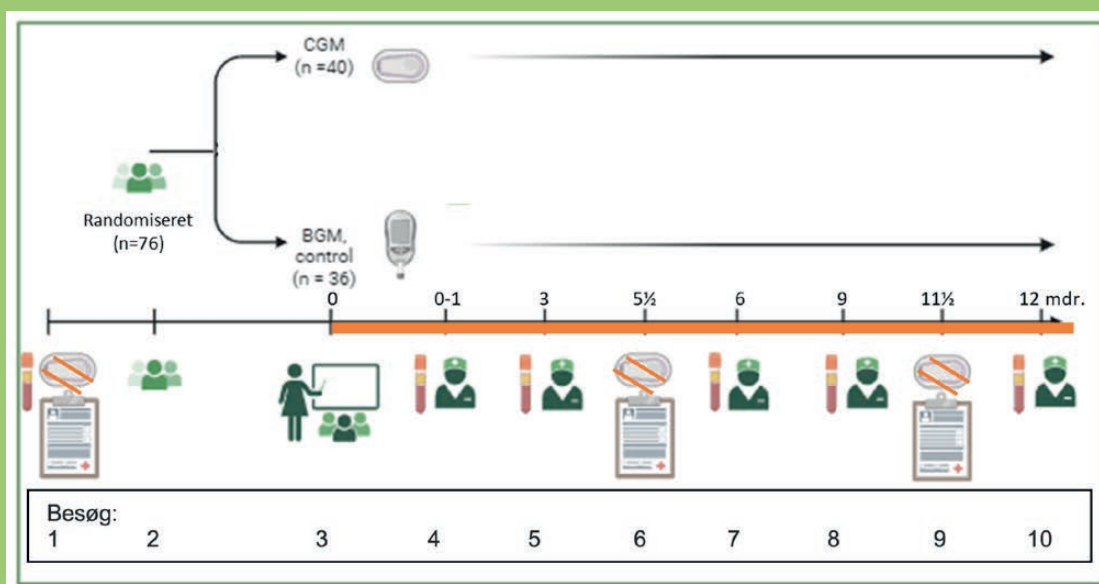 CGM
(n =40)
Randomiseret
(n=76)
BGM,
control
(n = 36)
0 0-1 3 5½ 6 9 11½ 12 mdr.
Besøg:
1 2 3 4 5 6 7 8 9 10